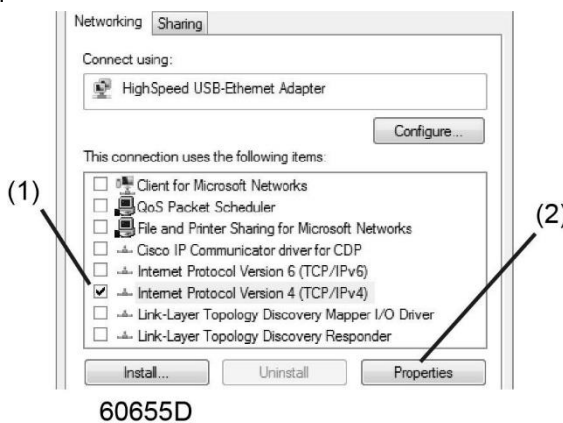 Networking Sharing
Connect using:
HighSpeed USB-Ethernet Adapter
Configure...
This connection uses the following items:
(1)
Client for Microsoft Networks
QoS Packet Scheduler
File and Printer Sharing for Microsoft Networks
(2)
Cisco IP Communicator driver for CDP
Internet Protocol Version 6 (TCP/IPv6)
Internet Protocol Version 4 (TCP/IPv4)
Link-Layer Topology Discovery Mapper I/O Driver
Link-Layer Topology Discovery Responder
Install... Uninstall Properties
60655D